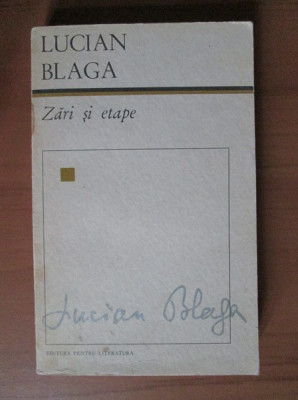 LUCIAN
BLAGA
Zări și etape
Lucian Blaga
EDITURA PENTRU LITERATURĂ